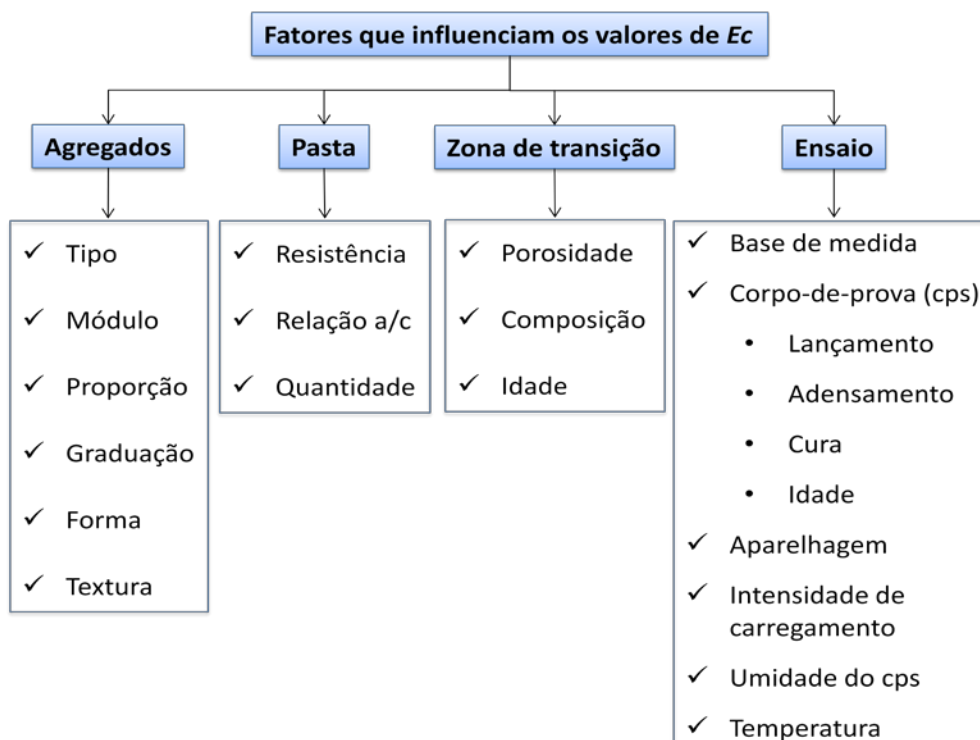 Fatores que influenciam os valores de Ec
Agregados
Tipo
Módulo
Proporção
Graduação
Forma
Textura
Pasta
Resistência
Relação a/c
Quantidade
Zona de transição
Porosidade
Composição
Idade
Ensaio
Base de medida
Corpo-de-prova (cps)
Lançamento
Adensamento
Cura
Idade
Aparelhagem
Intensidade de
carregamento
Umidade do cps
Temperatura